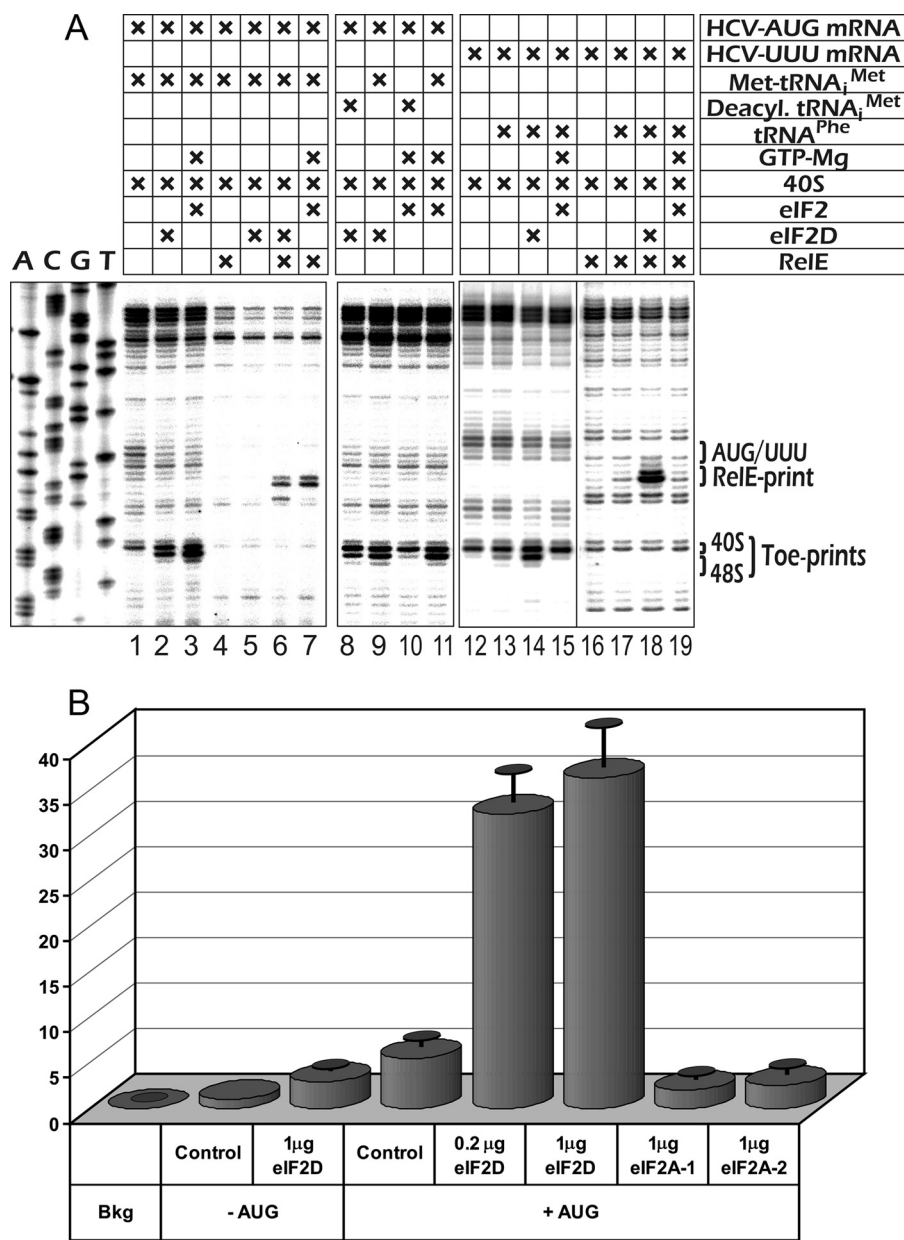 A
HCV-AUG mRNA
HCV-UUU mRNA
Met-tRNAiMet
Deacyl. tRNAiMet
tRNAPhe
GTP-Mg
40S
eIF2
eIF2D
RelE
A C G T
AUG/UUU
RelE-print
40S
48S
Toe-prints
1 2 3 4 5 6 7 8 9 10 11 12 13 14 15 16 17 18 19
B
40
35
30
25
20
15
10
5
0
Control
1µg eIF2D
Control
0.2 µg eIF2D
1µg eIF2D
1µg eIF2A-1
1µg eIF2A-2
Bkg
- AUG
+ AUG